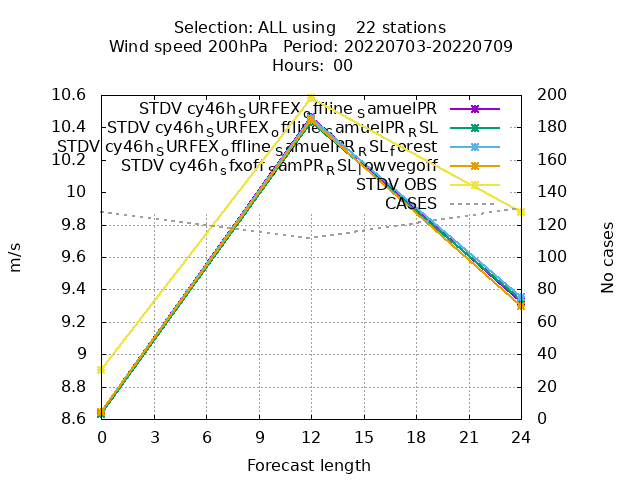 Selection: ALL using    22 stations
Wind speed 200hPa   Period: 20220703-20220709
Hours:  00
10.6
10.4
10.2
10
9.8
9.6
9.4
9.2
9
8.8
8.6
m/s
STDV cy46h_SURFEX_offline_SamuelPR
STDV cy46h_SURFEX_offline_SamuelPR_RSL
STDV cy46h_SURFEX_offline_SamuelPR_RSL_forest
STDV cy46h_sfxoff_SamPR_RSL_lowvegoff
STDV OBS
CASES
200
180
160
140
120
100
80
60
40
20
0
No cases
0 3 6 9 12 15 18 21 24
Forecast length